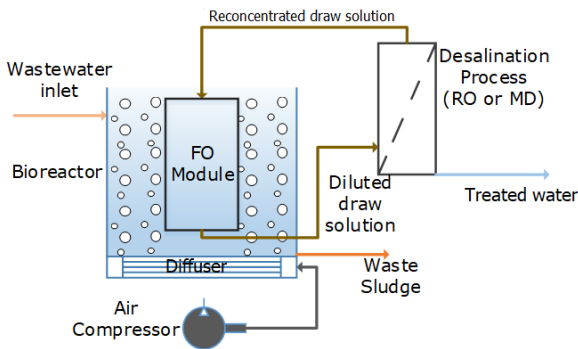 Reconcentrated draw solution
Wastewater
inlet
Desalination
Process
(RO or MD)
Bioreactor
FO
Module
Diluted
draw
solution
Treated water
Diffuser
Waste
Sludge
Air
Compressor